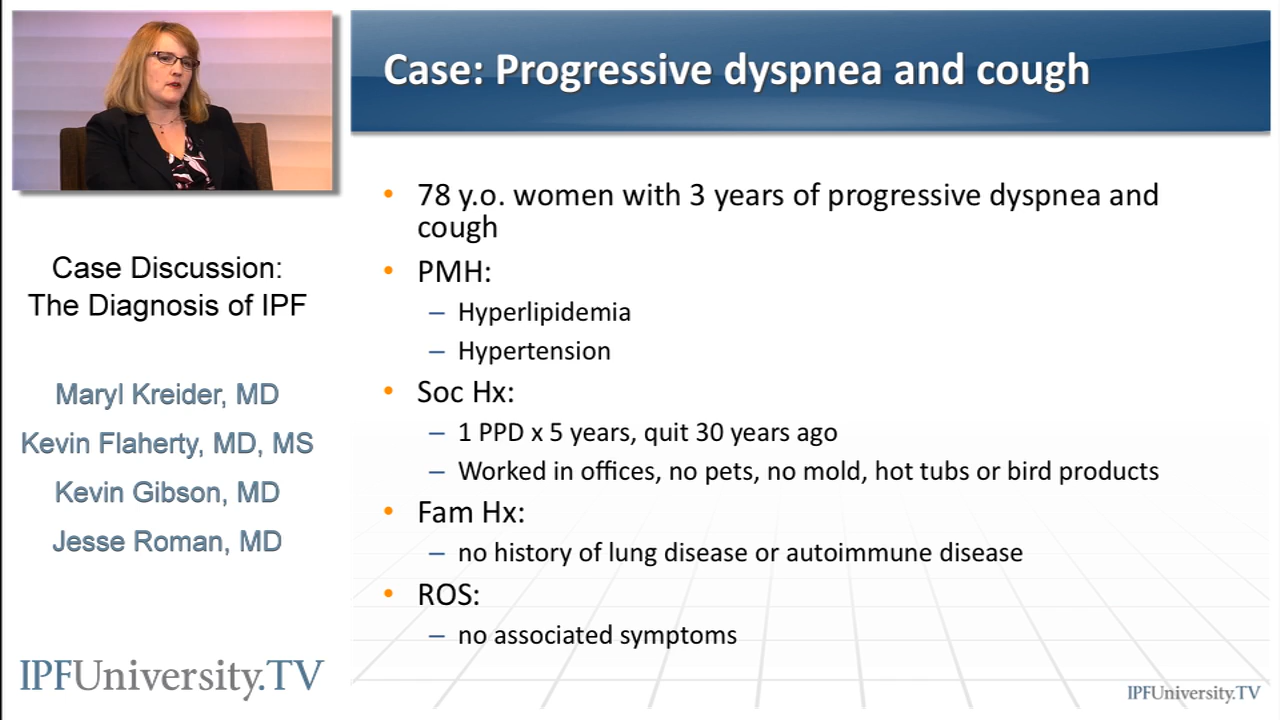 Case: Progressive dyspnea and cough
• 78 y.o. women with 3 years of progressive dyspnea and
cough
• PMH:
– Hyperlipidemia
– Hypertension
• Soc Hx:
– 1 PPD x 5 years, quit 30 years ago
– Worked in offices, no pets, no mold, hot tubs or bird products
• Fam Hx:
– no history of lung disease or autoimmune disease
• ROS:
– no associated symptoms
Case Discussion:
The Diagnosis of IPF
Maryl Kreider, MD
Kevin Flaherty, MD, MS
Kevin Gibson, MD
Jesse Roman, MD
IPFUniversity.TV
IPFUniversity.TV